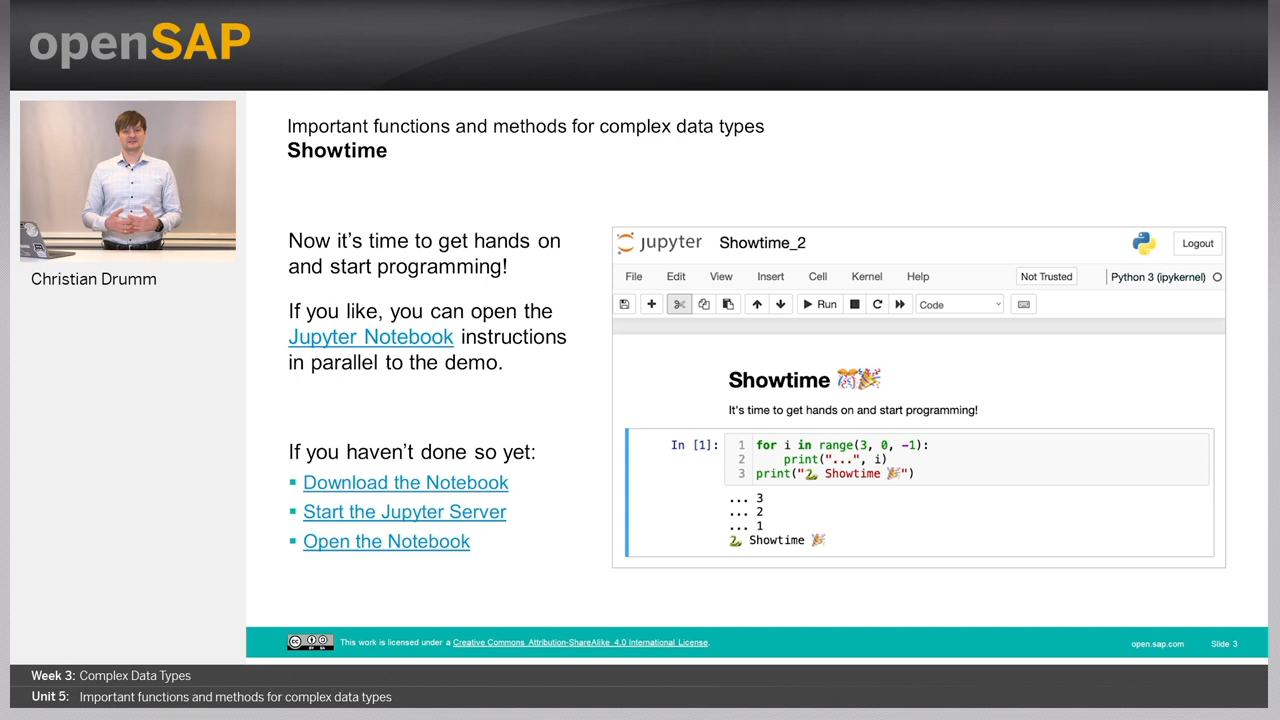 openSAP
Important functions and methods for complex data types
Showtime
Christian Drumm
Now it's time to get hands on
and start programming!
If you like, you can open the
Jupyter Notebook instructions
in parallel to the demo.
If you haven't done so yet:
▪ Download the Notebook
▪ Start the Jupyter Server
▪ Open the Notebook
jupyter Showtime_2
Logout
File Edit View Insert Cell Kernel Help Not Trusted Python 3 (ipykernel)
Run Code
Showtime 🎊🎉
It's time to get hands on and start programming!
In [1]: 1 for i in range(3, 0, -1):
2 print("...", i)
3 print("🐍 Showtime 🎉")
... 3
... 2
... 1
🐍 Showtime 🎉
This work is licensed under a Creative Commons Attribution-ShareAlike 4.0 International License.
open.sap.com Slide 3
Week 3: Complex Data Types
Unit 5: Important functions and methods for complex data types